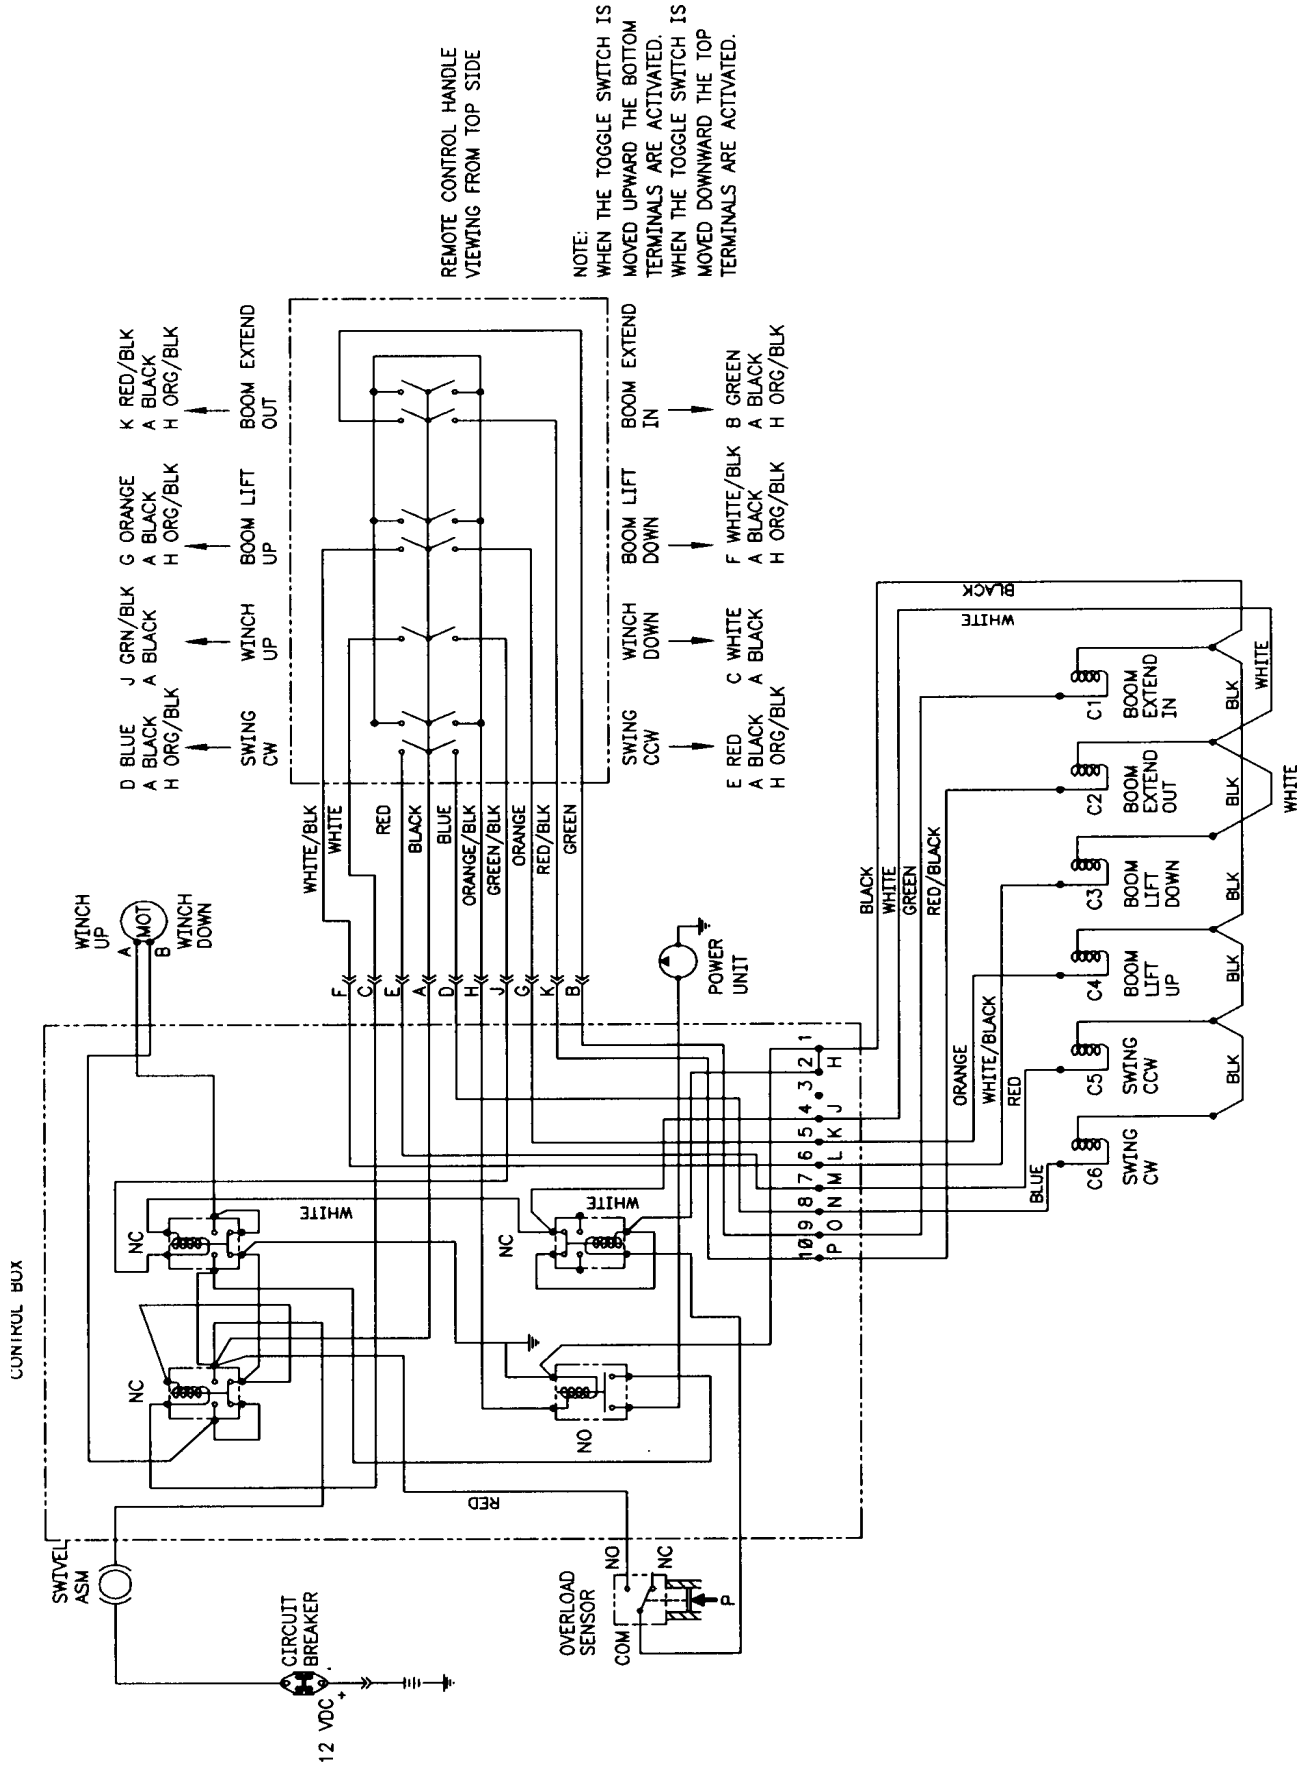 CONTROL BOX
SWIVEL
ASM
CIRCUIT
BREAKER
12 VDC
+
OVERLOAD
SENSOR
COM
NO
NC
P
RED
NC
NC
NO
NC
WHITE
WHITE
WINCH
UP
A
MOT
B
WINCH
DOWN
POWER
UNIT
F
C
E
A
D
H
J
G
K
B
WHITE/BLK
WHITE
RED
BLACK
BLUE
ORANGE/BLK
GREEN/BLK
ORANGE
RED/BLK
GREEN
D BLUE
A BLACK
H ORG/BLK
SWING
CW
J GRN/BLK
A BLACK
WINCH
UP
G ORANGE
A BLACK
H ORG/BLK
BOOM LIFT
UP
K RED/BLK
A BLACK
H ORG/BLK
BOOM EXTEND
OUT
SWING
CCW
E RED
A BLACK
H ORG/BLK
WINCH
DOWN
C WHITE
A BLACK
BOOM LIFT
DOWN
F WHITE/BLK
A BLACK
H ORG/BLK
BOOM EXTEND
IN
B GREEN
A BLACK
H ORG/BLK
REMOTE CONTROL HANDLE
VIEWING FROM TOP SIDE
NOTE:
WHEN THE TOGGLE SWITCH IS
MOVED UPWARD THE BOTTOM
TERMINALS ARE ACTIVATED.
WHEN THE TOGGLE SWITCH IS
MOVED DOWNWARD THE TOP
TERMINALS ARE ACTIVATED.
10 9 8 7 6 5 4 3 2 1
P O N M L K J H
BLACK
WHITE
GREEN
RED/BLACK
ORANGE
WHITE/BLACK
RED
BLUE
BLACK
WHITE
C6
SWING
CW
C5
SWING
CCW
C4
BOOM
LIFT
UP
C3
BOOM
LIFT
DOWN
C2
BOOM
EXTEND
OUT
C1
BOOM
EXTEND
IN
BLK
BLK
BLK
BLK
BLK
WHITE
WHITE